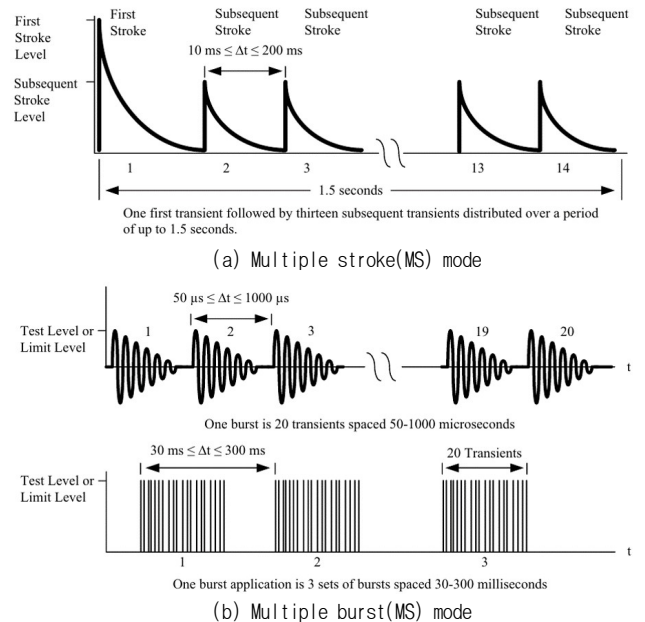 First
Stroke
Level
First
Stroke
Subsequent
Stroke
Subsequent
Stroke
Subsequent
Stroke
Subsequent
Stroke
10 ms ≤ Δt ≤ 200 ms
Subsequent
Stroke
Level
1
2
3
13
14
1.5 seconds
One first transient followed by thirteen subsequent transients distributed over a period
of up to 1.5 seconds.
(a) Multiple stroke(MS) mode
50 µs ≤ Δt ≤ 1000 µs
Test Level or
Limit Level
1
2
3
19
20
t
One burst is 20 transients spaced 50-1000 microseconds
30 ms ≤ Δt ≤ 300 ms
20 Transients
Test Level or
Limit Level
1
2
3
t
One burst application is 3 sets of bursts spaced 30-300 milliseconds
(b) Multiple burst(MS) mode